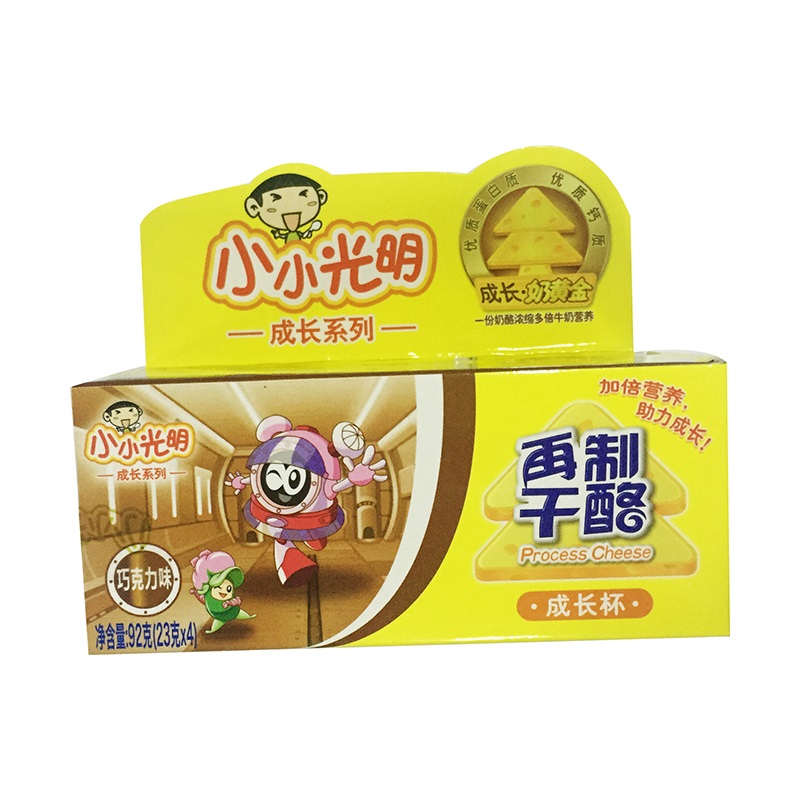 小小光明
成长系列
优质蛋白质 优质钙质
成长·奶黄金
一份奶酪浓缩多倍牛奶营养
小小光明
成长系列
巧克力味
净含量:92克(23克x4)
加倍营养,
助力成长!
再制
干酪
Process Cheese
·成长杯·